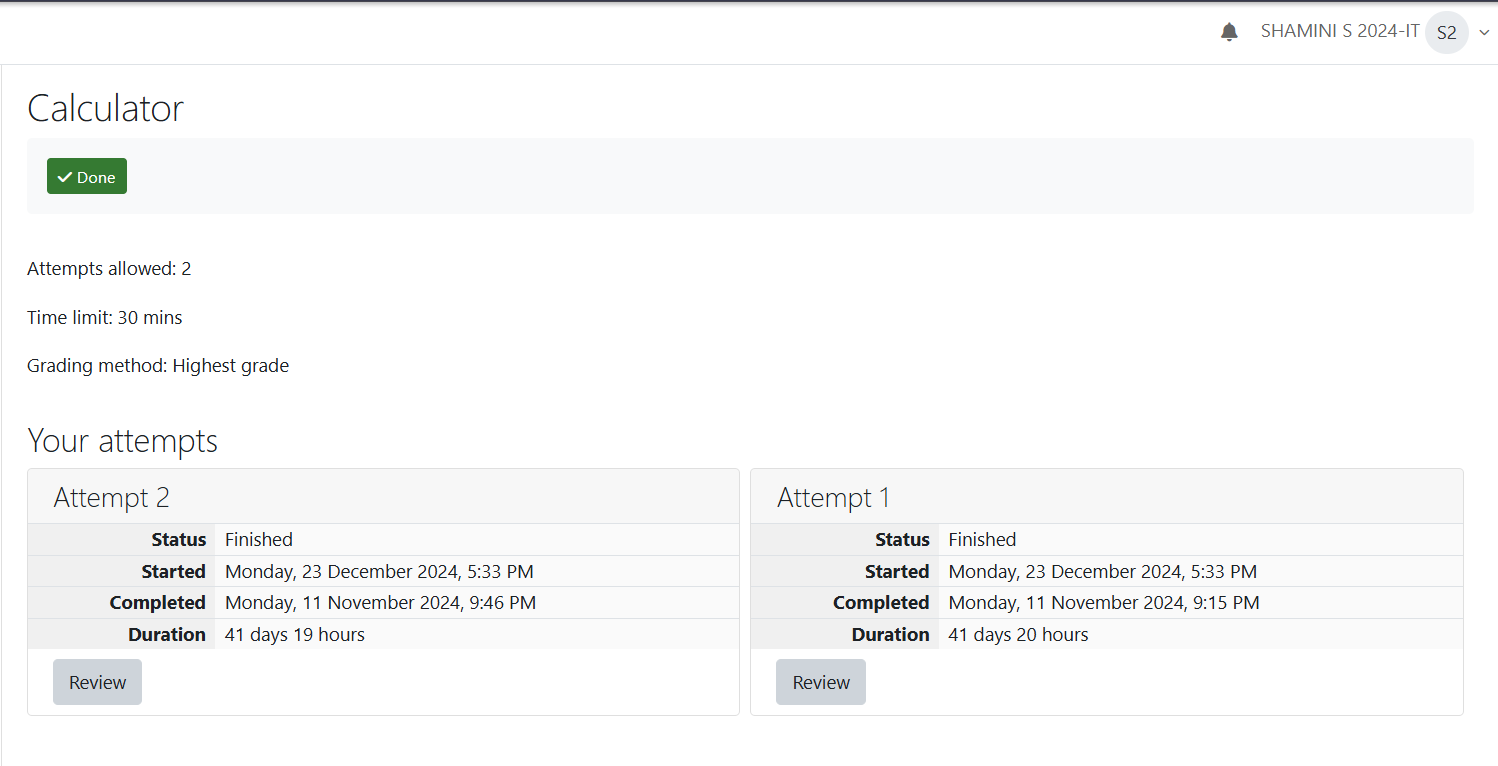 SHAMINI S 2024-IT S2
Calculator
Done
Attempts allowed: 2
Time limit: 30 mins
Grading method: Highest grade
Your attempts
Attempt 2
Status Finished
Started Monday, 23 December 2024, 5:33 PM
Completed Monday, 11 November 2024, 9:46 PM
Duration 41 days 19 hours
Review
Attempt 1
Status Finished
Started Monday, 23 December 2024, 5:33 PM
Completed Monday, 11 November 2024, 9:15 PM
Duration 41 days 20 hours
Review